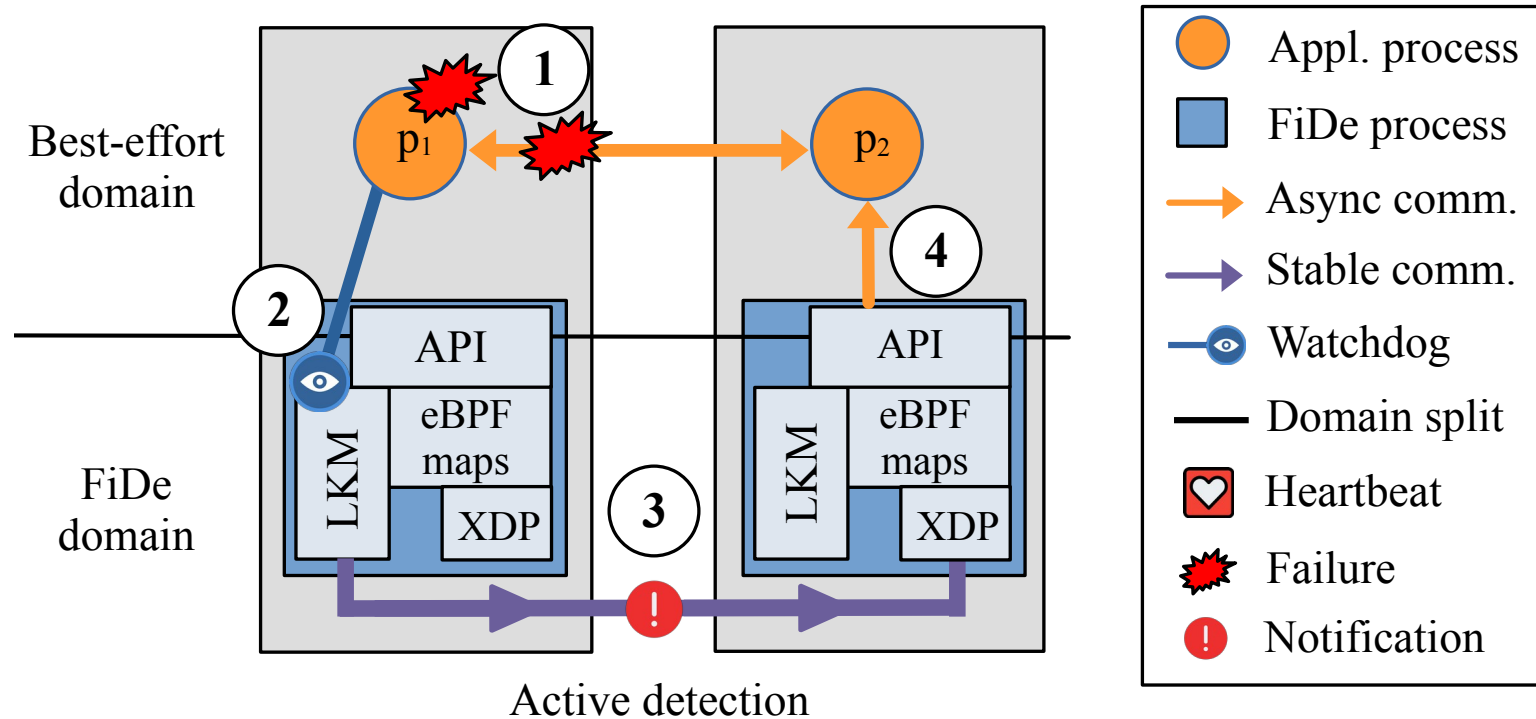 1
p₁
p₂
Best-effort
domain
4
2
API
API
eBPF
maps
LKM
XDP
eBPF
maps
LKM
XDP
FiDe
domain
3
!
Active detection
Appl. process
FiDe process
Async comm.
Stable comm.
Watchdog
Domain split
Heartbeat
Failure
! Notification